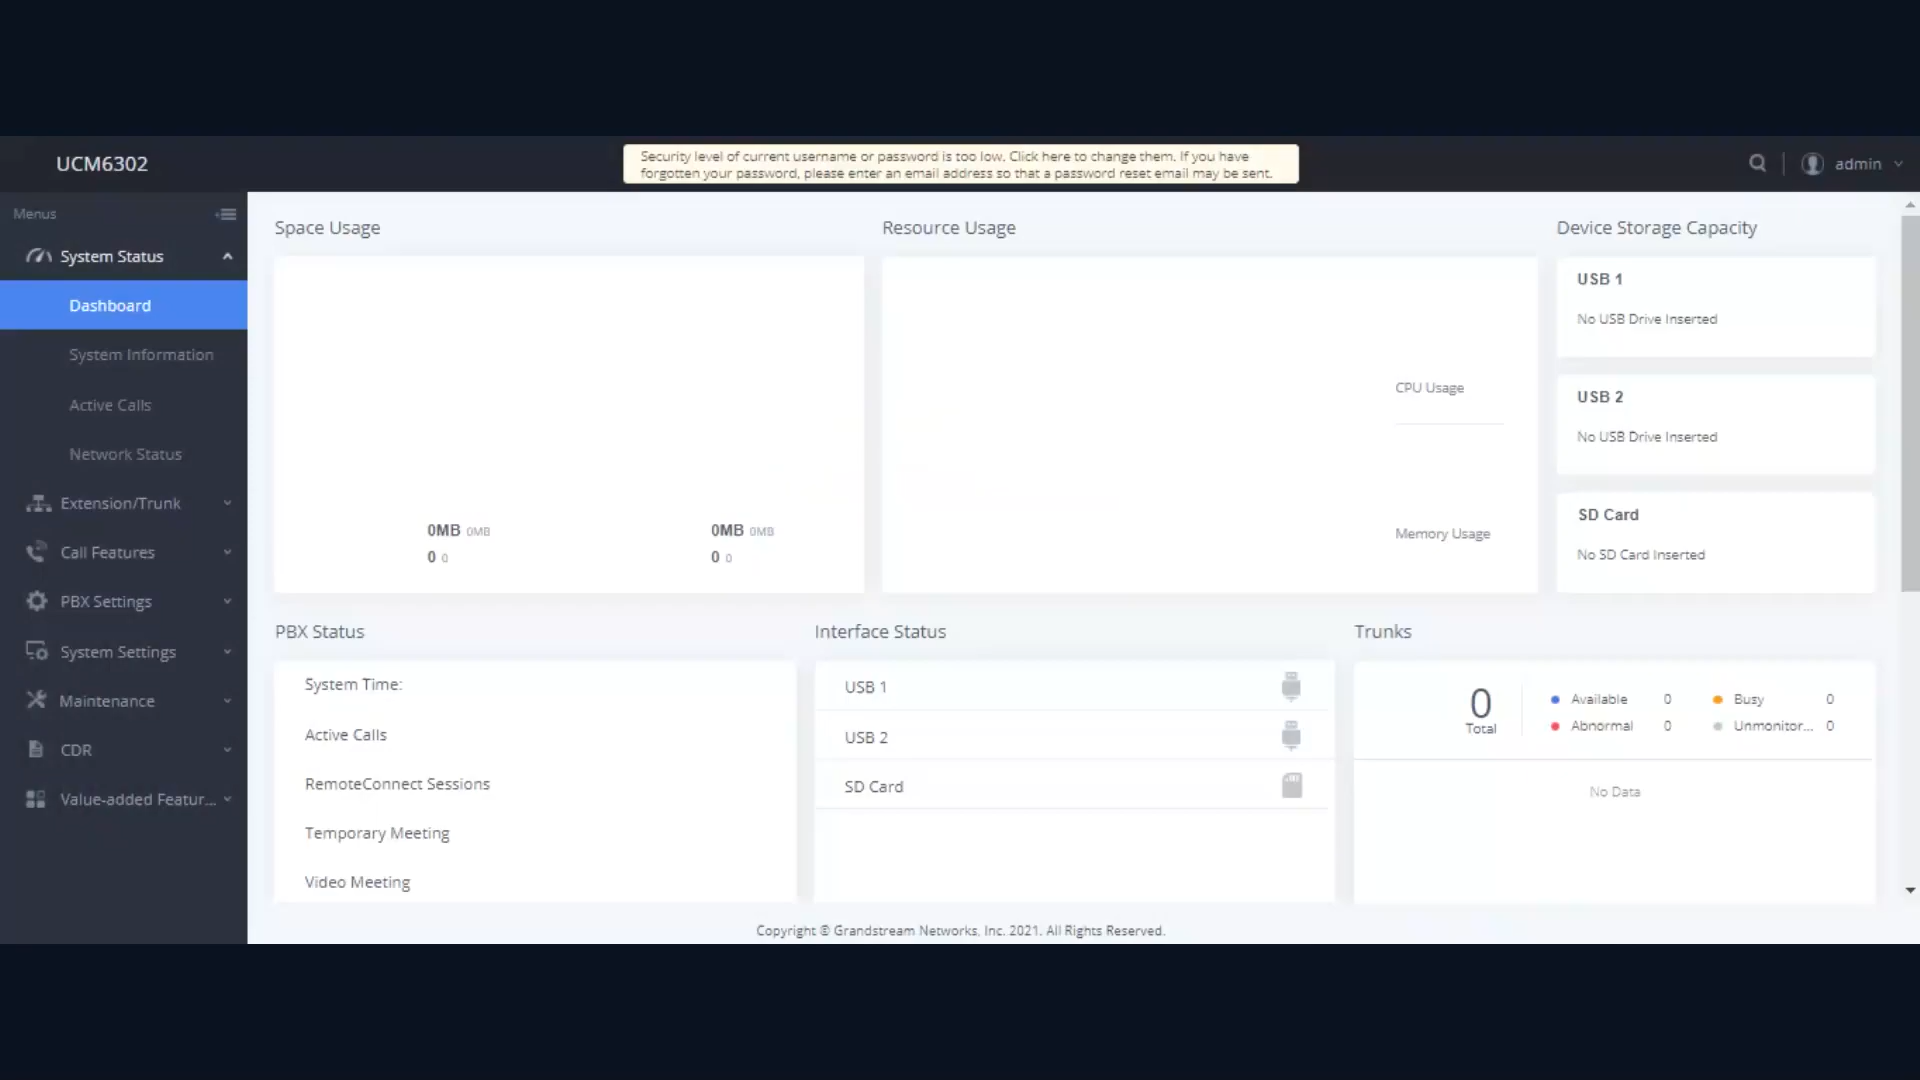 UCM6302
Security level of current username or password is too low. Click here to change them. If you have
forgotten your password, please enter an email address so that a password reset email may be sent.
admin
Menus
System Status
Dashboard
System Information
Active Calls
Network Status
Extension/Trunk
Call Features
PBX Settings
System Settings
Maintenance
CDR
Value-added Featur...
Space Usage
0MB 0MB
0 0
0MB 0MB
0 0
Resource Usage
CPU Usage
Memory Usage
Device Storage Capacity
USB 1
No USB Drive Inserted
USB 2
No USB Drive Inserted
SD Card
No SD Card Inserted
PBX Status
System Time:
Active Calls
RemoteConnect Sessions
Temporary Meeting
Video Meeting
Interface Status
USB 1
USB 2
SD Card
Trunks
0
Total
Available 0
Busy 0
Abnormal 0
Unmonitor... 0
No Data
Copyright © Grandstream Networks, Inc. 2021. All Rights Reserved.